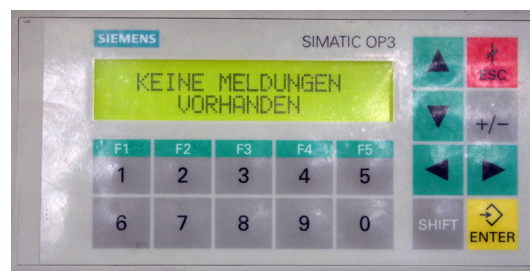 SIEMENS
SIMATIC OP3
KEINE MELDUNGEN
VORHANDEN
ESC
+/-
F1 F2 F3 F4 F5
1 2 3 4 5
6 7 8 9 0
SHIFT
ENTER